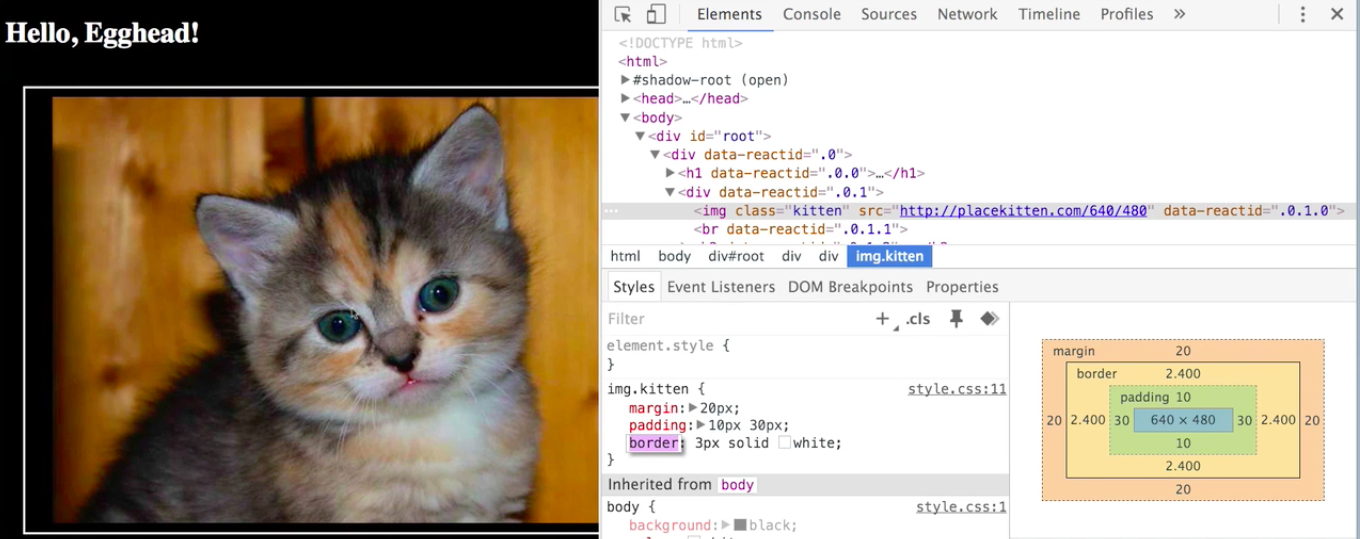 Hello, Egghead!
Elements Console Sources Network Timeline Profiles »
<!DOCTYPE html>
<html>
▶#shadow-root (open)
▶<head>…</head>
▼<body>
▼<div id="root">
▼<div data-reactid=".0">
▶<h1 data-reactid=".0.0">…</h1>
▼<div data-reactid=".0.1">
<img class="kitten" src="http://placekitten.com/640/480" data-reactid=".0.1.0">
<br data-reactid=".0.1.1">
html body div#root div div img.kitten
Styles Event Listeners DOM Breakpoints Properties
Filter + .cls
element.style {
}
img.kitten { style.css:11
margin:▶20px;
padding:▶10px 30px;
border: 3px solid white;
}
Inherited from body
body { style.css:1
background:▶black;
margin 20
border 2.400
padding 10
20 2.400 30 640 × 480 30 2.400 20
10
2.400
20